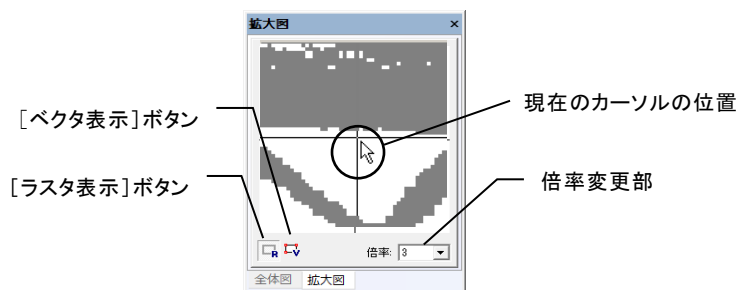 拡大図
×
[ベクタ表示]ボタン
現在のカーソルの位置
[ラスタ表示]ボタン
倍率変更部
R
V
倍率: 3
全体図 拡大図